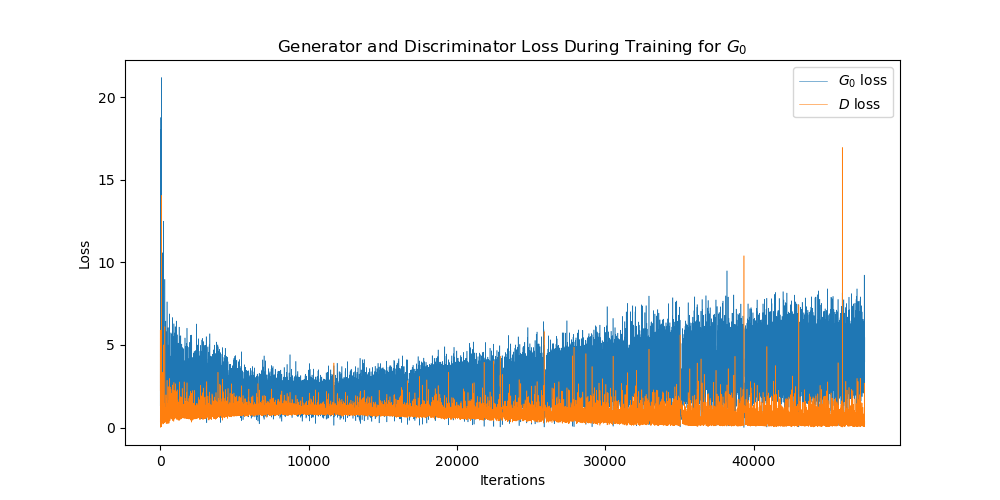 Generator and Discriminator Loss During Training for G₀
G₀ loss
D loss
20
15
10
5
0
Loss
0 10000 20000 30000 40000
Iterations